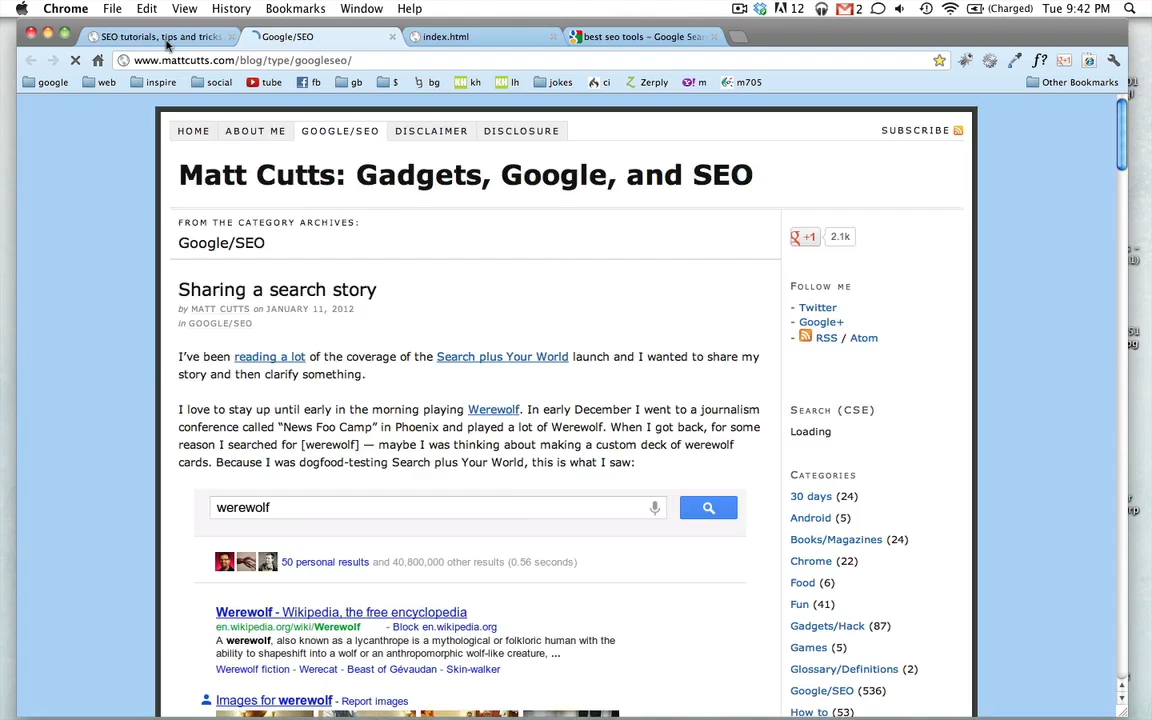 Chrome File Edit View History Bookmarks Window Help 12 2 (Charged) Tue 9:42 PM
SEO tutorials, tips and tricks Google/SEO index.html best seo tools – Google Sea
www.mattcutts.com/blog/type/googleseo/ ƒ?
google web inspire social tube fb gb $ bg kh lh jokes ci Zerply m m705 Other Bookmarks
HOME ABOUT ME GOOGLE/SEO DISCLAIMER DISCLOSURE SUBSCRIBE
Matt Cutts: Gadgets, Google, and SEO
FROM THE CATEGORY ARCHIVES:
Google/SEO
+1 2.1k
Sharing a search story
by MATT CUTTS on JANUARY 11, 2012
in GOOGLE/SEO
I've been reading a lot of the coverage of the Search plus Your World launch and I wanted to share my
story and then clarify something.
I love to stay up until early in the morning playing Werewolf. In early December I went to a journalism
conference called “News Foo Camp” in Phoenix and played a lot of Werewolf. When I got back, for some
reason I searched for [werewolf] — maybe I was thinking about making a custom deck of werewolf
cards. Because I was dogfood-testing Search plus Your World, this is what I saw:
werewolf
50 personal results and 40,800,000 other results (0.56 seconds)
Werewolf - Wikipedia, the free encyclopedia
en.wikipedia.org/wiki/Werewolf - Block en.wikipedia.org
A werewolf, also known as a lycanthrope is a mythological or folkloric human with the
ability to shapeshift into a wolf or an anthropomorphic wolf-like creature, ...
Werewolf fiction - Werecat - Beast of Gévaudan - Skin-walker
Images for werewolf - Report images
FOLLOW ME
- Twitter
- Google+
- RSS / Atom
SEARCH (CSE)
Loading
CATEGORIES
30 days (24)
Android (5)
Books/Magazines (24)
Chrome (22)
Food (6)
Fun (41)
Gadgets/Hack (87)
Games (5)
Glossary/Definitions (2)
Google/SEO (536)
How to (53)